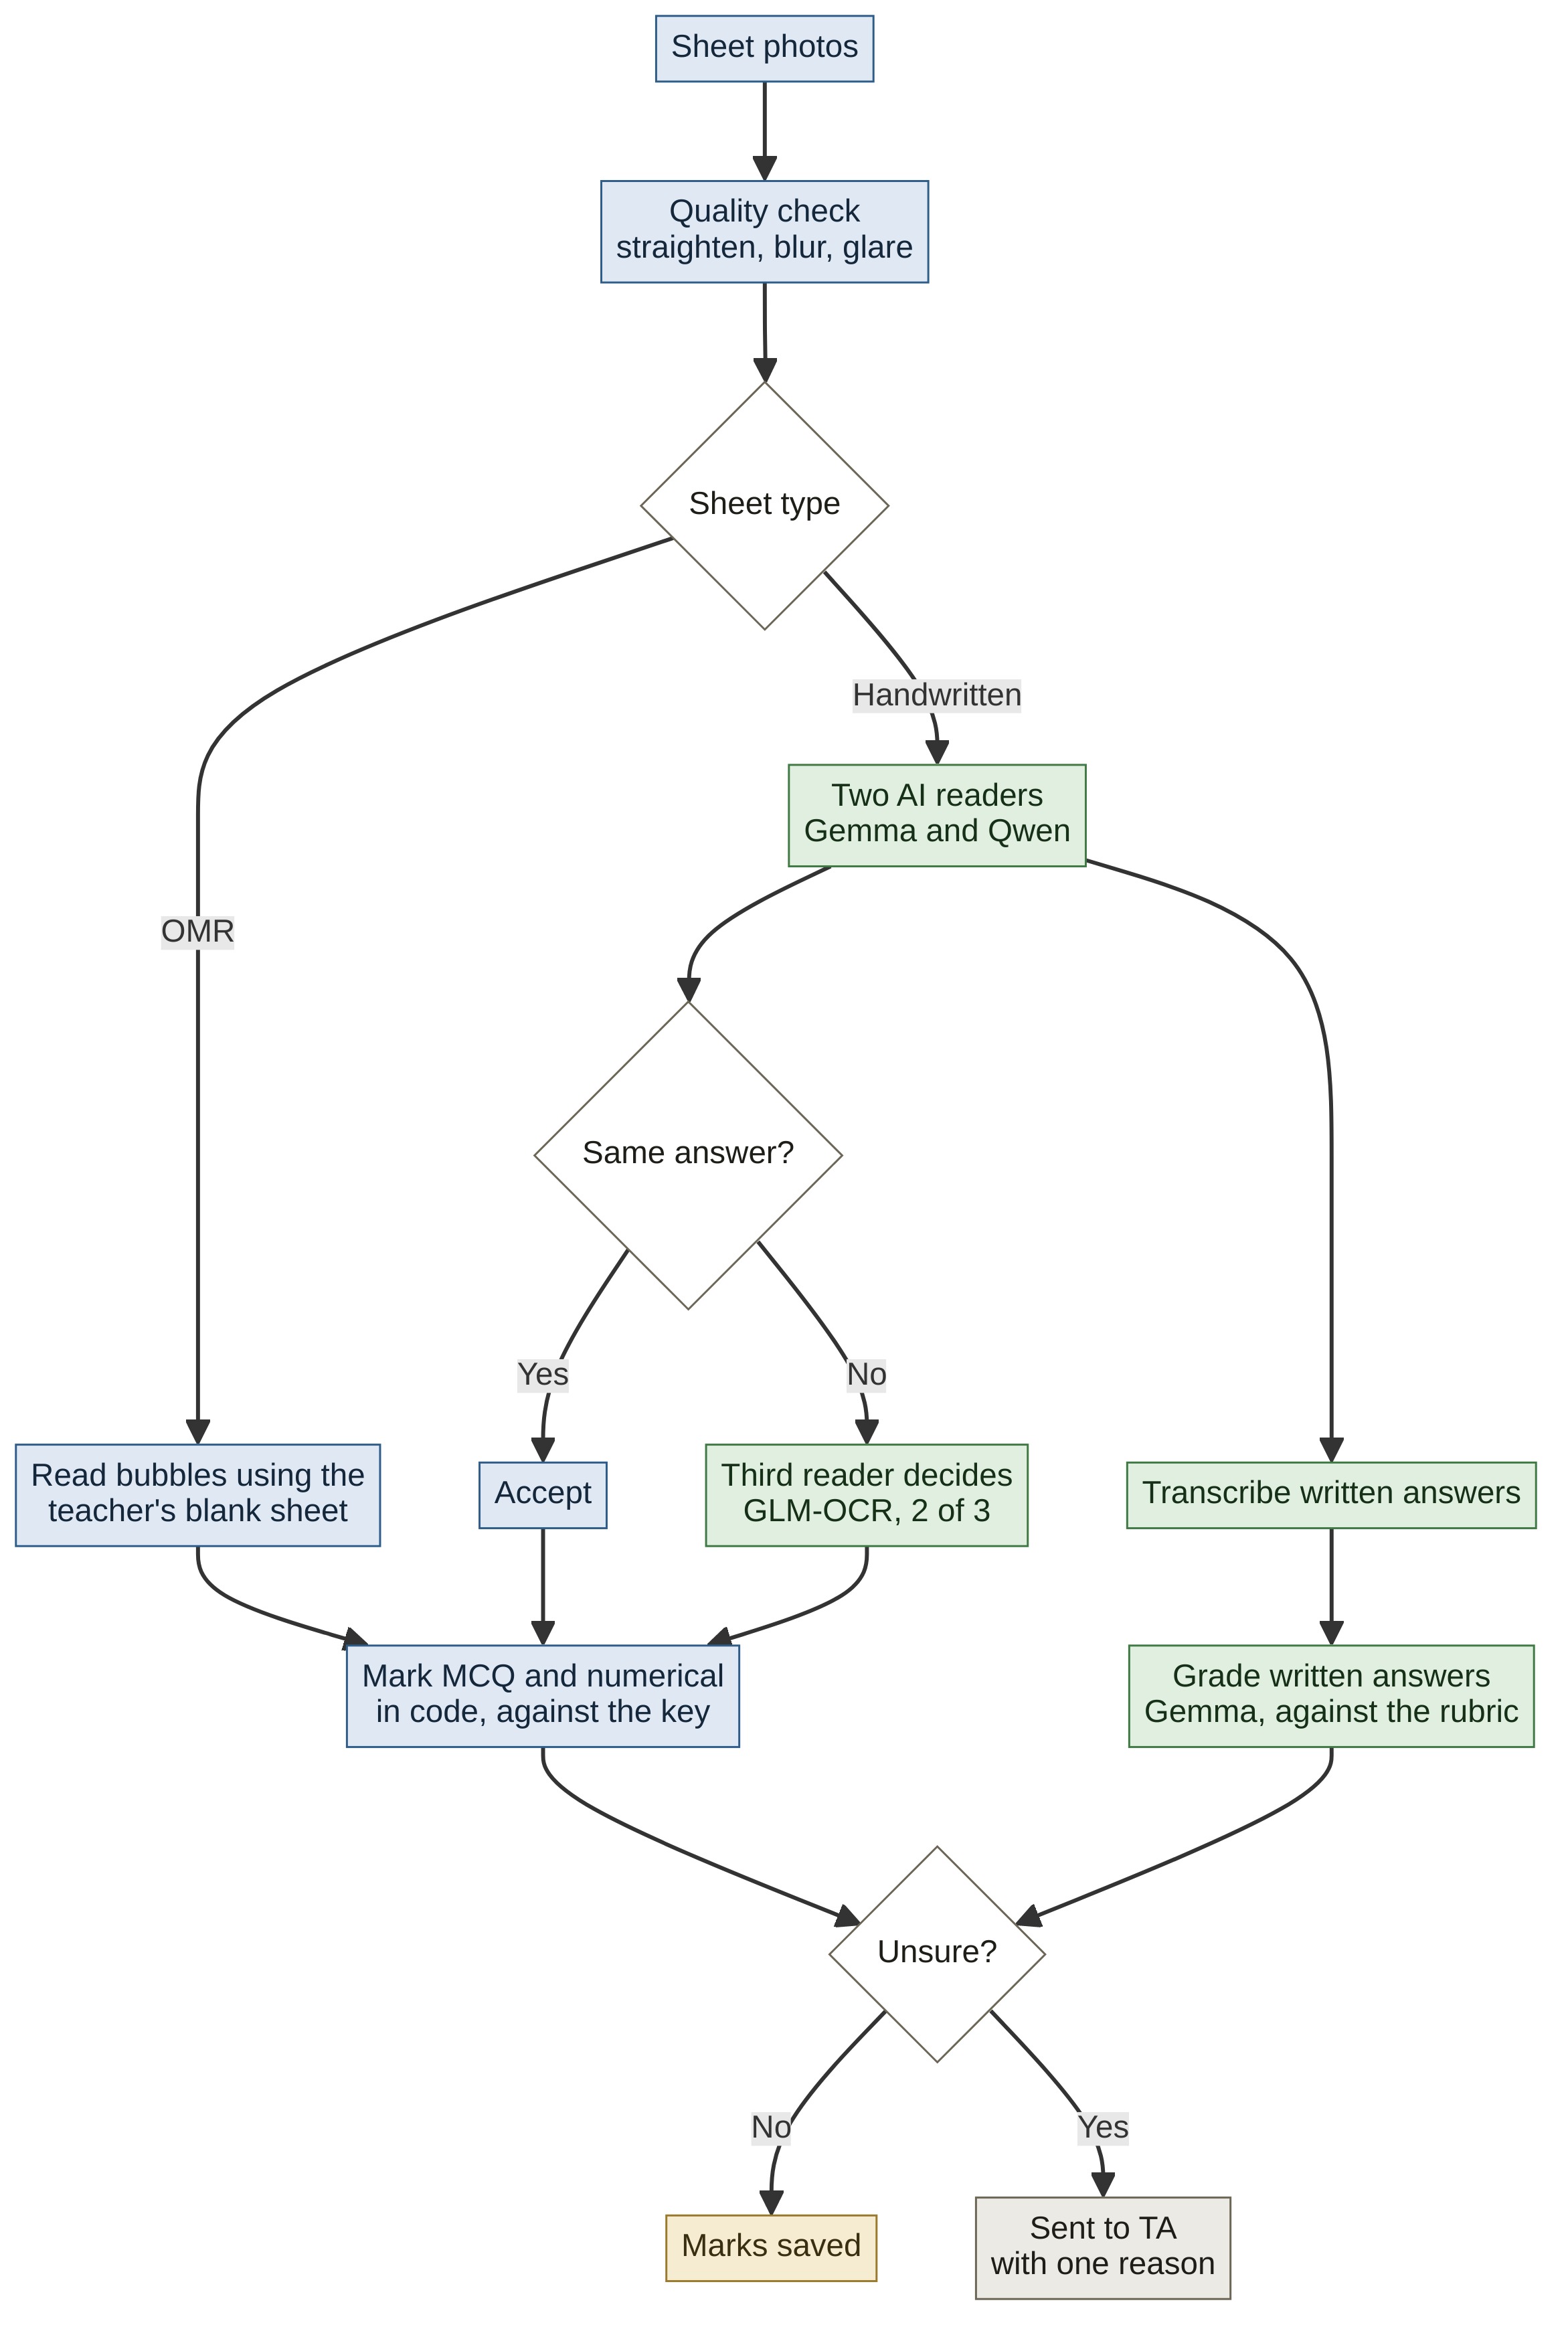 Sheet photos
Quality check
straighten, blur, glare
Sheet type
Handwritten
Two AI readers
Gemma and Qwen
OMR
Same answer?
Yes
No
Read bubbles using the
teacher's blank sheet
Accept
Third reader decides
GLM-OCR, 2 of 3
Transcribe written answers
Mark MCQ and numerical
in code, against the key
Grade written answers
Gemma, against the rubric
Unsure?
No
Yes
Marks saved
Sent to TA
with one reason